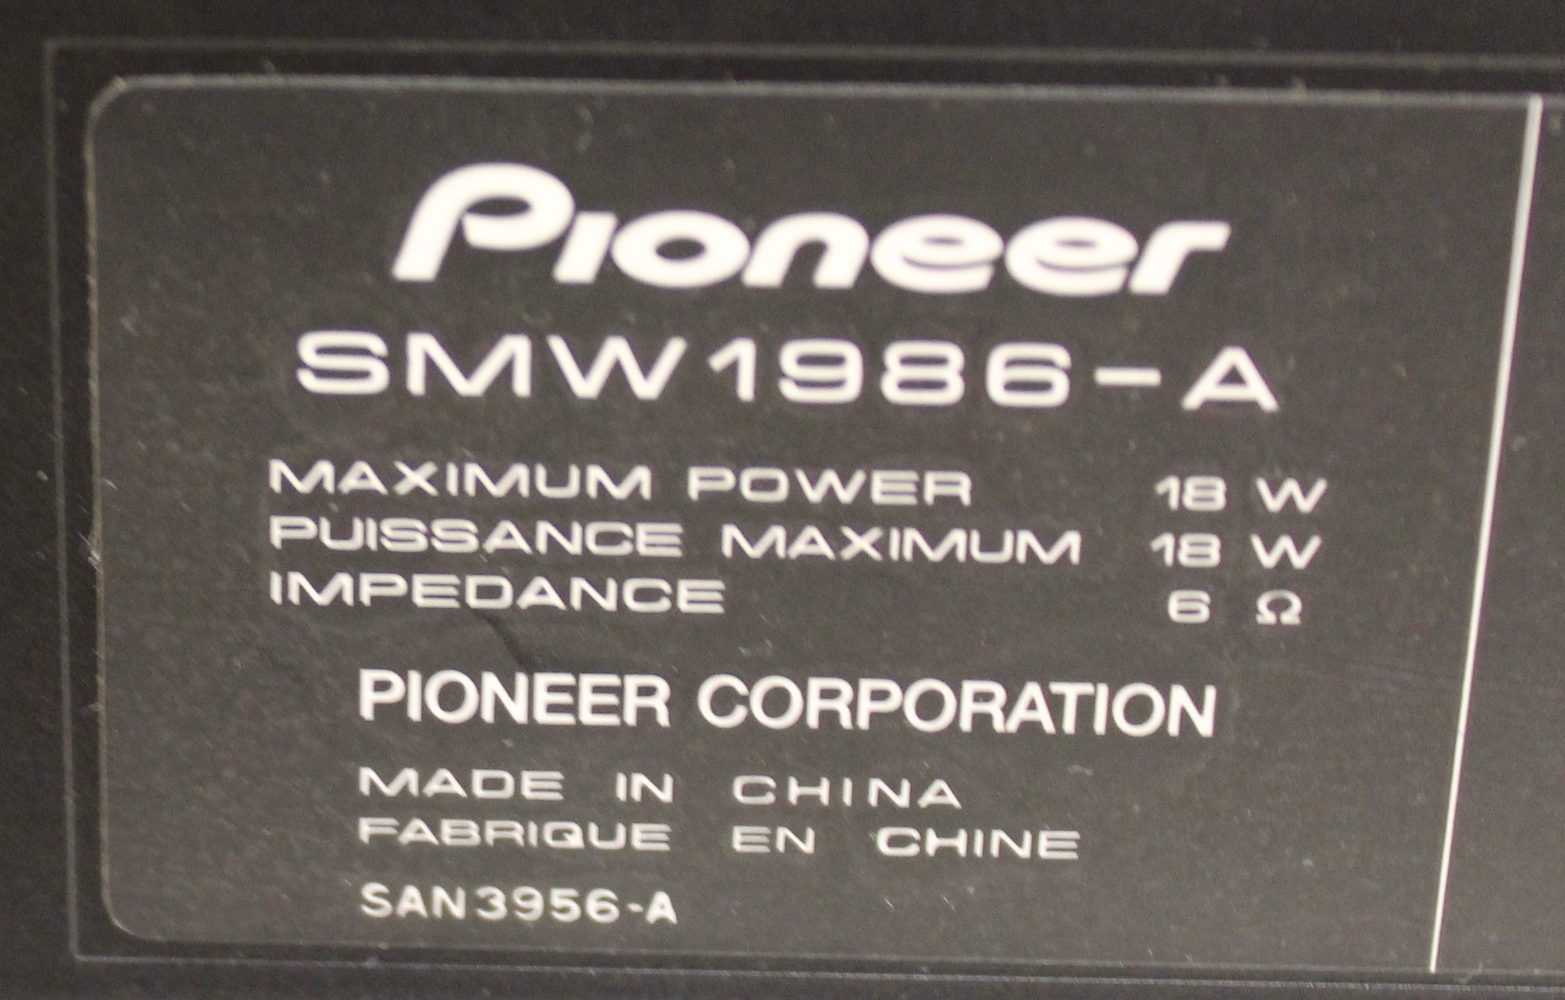 Pioneer
SMW1986-A
MAXIMUM POWER 18 W
PUISSANCE MAXIMUM 18 W
IMPEDANCE 6 Ω
PIONEER CORPORATION
MADE IN CHINA
FABRIQUE EN CHINE
SAN3956-A